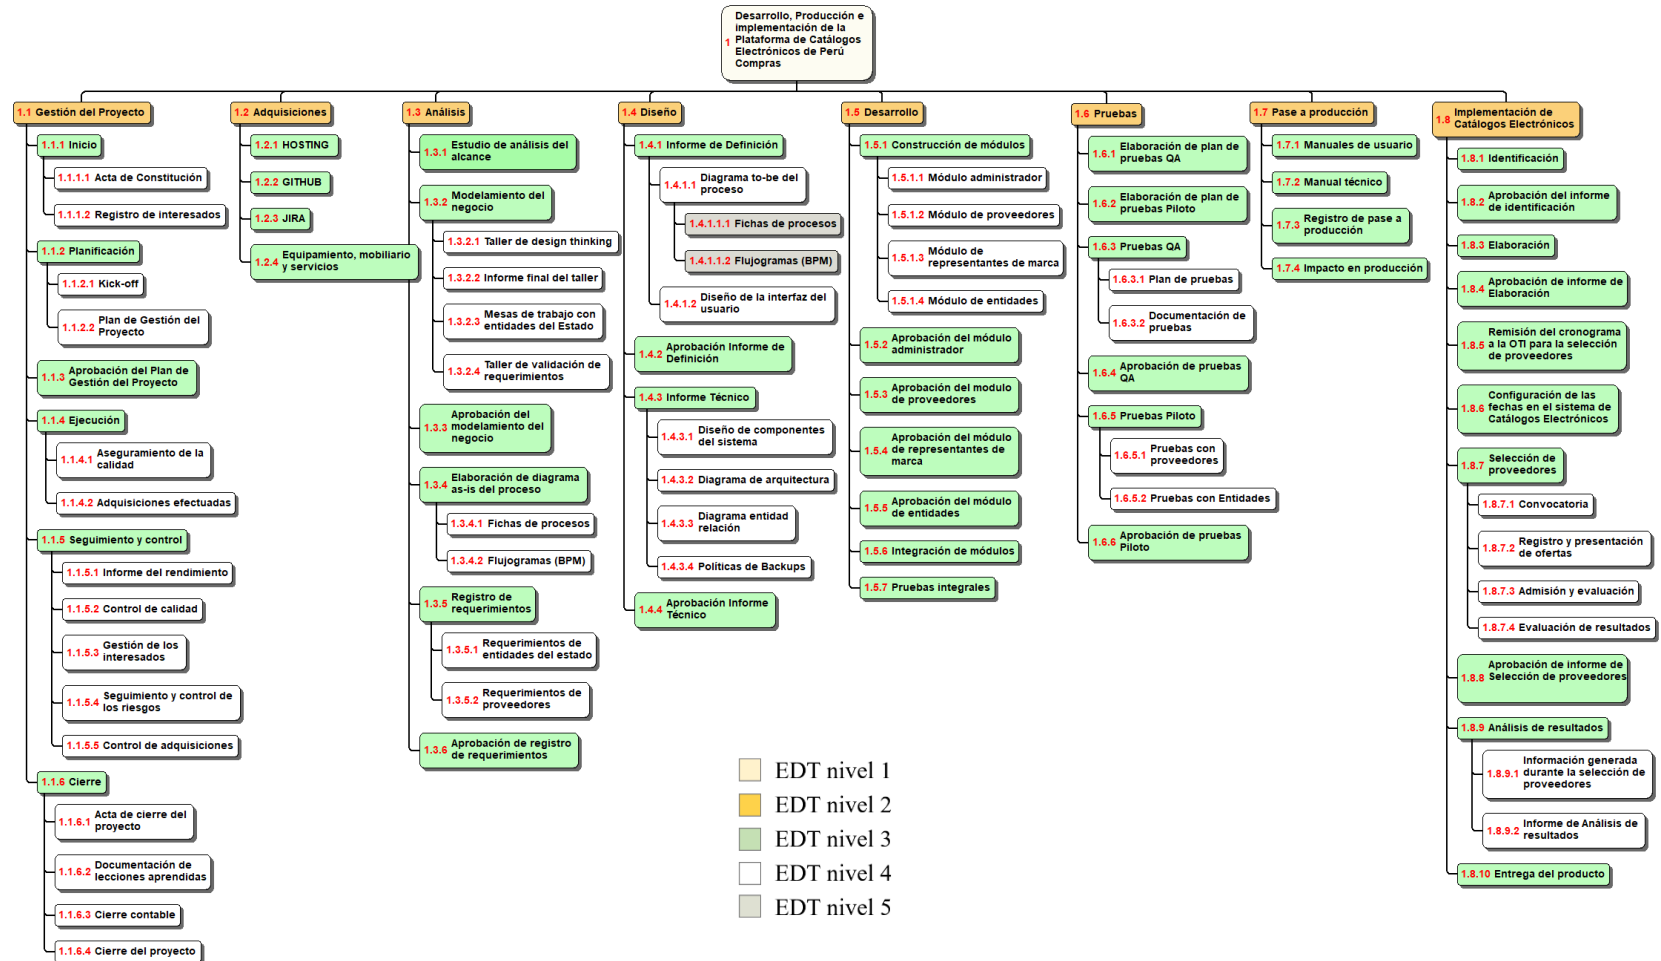 Desarrollo, Producción e
implementación de la
1 Plataforma de Catálogos
Electrónicos de Perú
Compras
1.1 Gestión del Proyecto
1.1.1 Inicio
1.1.1.1 Acta de Constitución
1.1.1.2 Registro de interesados
1.1.2 Planificación
1.1.2.1 Kick-off
1.1.2.2 Plan de Gestión del
Proyecto
1.1.3 Aprobación del Plan de
Gestión del Proyecto
1.1.4 Ejecución
1.1.4.1 Aseguramiento de la
calidad
1.1.4.2 Adquisiciones efectuadas
1.1.5 Seguimiento y control
1.1.5.1 Informe del rendimiento
1.1.5.2 Control de calidad
1.1.5.3 Gestión de los
interesados
1.1.5.4 Seguimiento y control de
los riesgos
1.1.5.5 Control de adquisiciones
1.1.6 Cierre
1.1.6.1 Acta de cierre del
proyecto
1.1.6.2 Documentación de
lecciones aprendidas
1.1.6.3 Cierre contable
1.1.6.4 Cierre del proyecto
1.2 Adquisiciones
1.2.1 HOSTING
1.2.2 GITHUB
1.2.3 JIRA
1.2.4 Equipamiento, mobiliario
y servicios
1.3 Análisis
1.3.1 Estudio de análisis del
alcance
1.3.2 Modelamiento del
negocio
1.3.2.1 Taller de design thinking
1.3.2.2 Informe final del taller
1.3.2.3 Mesas de trabajo con
entidades del Estado
1.3.2.4 Taller de validación de
requerimientos
1.3.3 Aprobación del
modelamiento del
negocio
1.3.4 Elaboración de diagrama
as-is del proceso
1.3.4.1 Fichas de procesos
1.3.4.2 Flujogramas (BPM)
1.3.5 Registro de
requerimientos
1.3.5.1 Requerimientos de
entidades del estado
1.3.5.2 Requerimientos de
proveedores
1.3.6 Aprobación de registro
de requerimientos
1.4 Diseño
1.4.1 Informe de Definición
1.4.1.1 Diagrama to-be del
proceso
1.4.1.1.1 Fichas de procesos
1.4.1.1.2 Flujogramas (BPM)
1.4.1.2 Diseño de la interfaz del
usuario
1.4.2 Aprobación Informe de
Definición
1.4.3 Informe Técnico
1.4.3.1 Diseño de componentes
del sistema
1.4.3.2 Diagrama de arquitectura
1.4.3.3 Diagrama entidad
relación
1.4.3.4 Políticas de Backups
1.4.4 Aprobación Informe
Técnico
1.5 Desarrollo
1.5.1 Construcción de módulos
1.5.1.1 Módulo administrador
1.5.1.2 Módulo de proveedores
1.5.1.3 Módulo de
representantes de marca
1.5.1.4 Módulo de entidades
1.5.2 Aprobación del módulo
administrador
1.5.3 Aprobación del modulo
de proveedores
1.5.4 Aprobación del módulo
de representantes de
marca
1.5.5 Aprobación del módulo
de entidades
1.5.6 Integración de módulos
1.5.7 Pruebas integrales
1.6 Pruebas
1.6.1 Elaboración de plan de
pruebas QA
1.6.2 Elaboración de plan de
pruebas Piloto
1.6.3 Pruebas QA
1.6.3.1 Plan de pruebas
1.6.3.2 Documentación de
pruebas
1.6.4 Aprobación de pruebas
QA
1.6.5 Pruebas Piloto
1.6.5.1 Pruebas con
proveedores
1.6.5.2 Pruebas con Entidades
1.6.6 Aprobación de pruebas
Piloto
1.7 Pase a producción
1.7.1 Manuales de usuario
1.7.2 Manual técnico
1.7.3 Registro de pase a
producción
1.7.4 Impacto en producción
1.8 Implementación de
Catálogos Electrónicos
1.8.1 Identificación
1.8.2 Aprobación del informe
de identificación
1.8.3 Elaboración
1.8.4 Aprobación de informe de
Elaboración
1.8.5 Remisión del cronograma
a la OTI para la selección
de proveedores
1.8.6 Configuración de las
fechas en el sistema de
Catálogos Electrónicos
1.8.7 Selección de
proveedores
1.8.7.1 Convocatoria
1.8.7.2 Registro y presentación
de ofertas
1.8.7.3 Admisión y evaluación
1.8.7.4 Evaluación de resultados
1.8.8 Aprobación de informe de
Selección de proveedores
1.8.9 Análisis de resultados
1.8.9.1 Información generada
durante la selección de
proveedores
1.8.9.2 Informe de Análisis de
resultados
1.8.10 Entrega del producto
EDT nivel 1
EDT nivel 2
EDT nivel 3
EDT nivel 4
EDT nivel 5